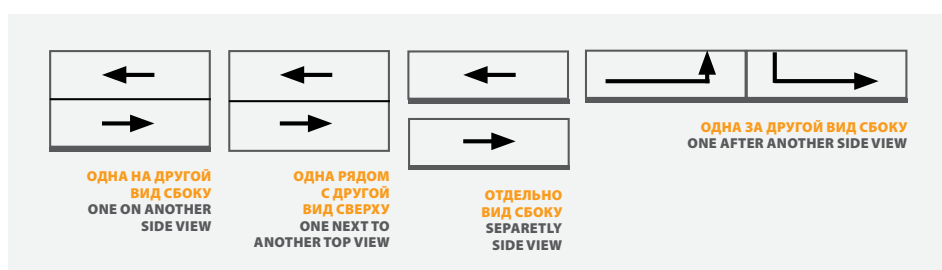 ОДНА НА ДРУГОЙ
ВИД СБОКУ
ONE ON ANOTHER
SIDE VIEW
ОДНА РЯДОМ
С ДРУГОЙ
ВИД СВЕРХУ
ONE NEXT TO
ANOTHER TOP VIEW
ОТДЕЛЬНО
ВИД СБОКУ
SEPARETLY
SIDE VIEW
ОДНА ЗА ДРУГОЙ ВИД СБОКУ
ONE AFTER ANOTHER SIDE VIEW